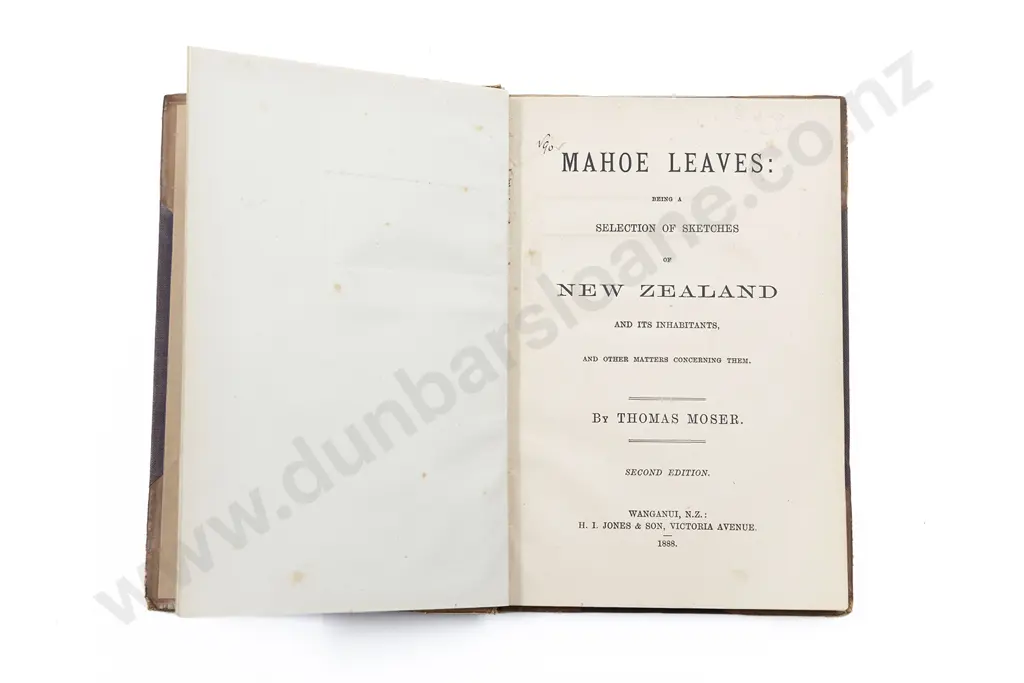 MAHOE LEAVES:
BEING A
SELECTION OF SKETCHES
OF
NEW ZEALAND
AND ITS INHABITANTS,
AND OTHER MATTERS CONCERNING THEM.
BY THOMAS MOSER.
SECOND EDITION.
WANGANUI, N.Z.:
H. I. JONES & SON, VICTORIA AVENUE.
1888.
www.dunbarsloane.co.nz